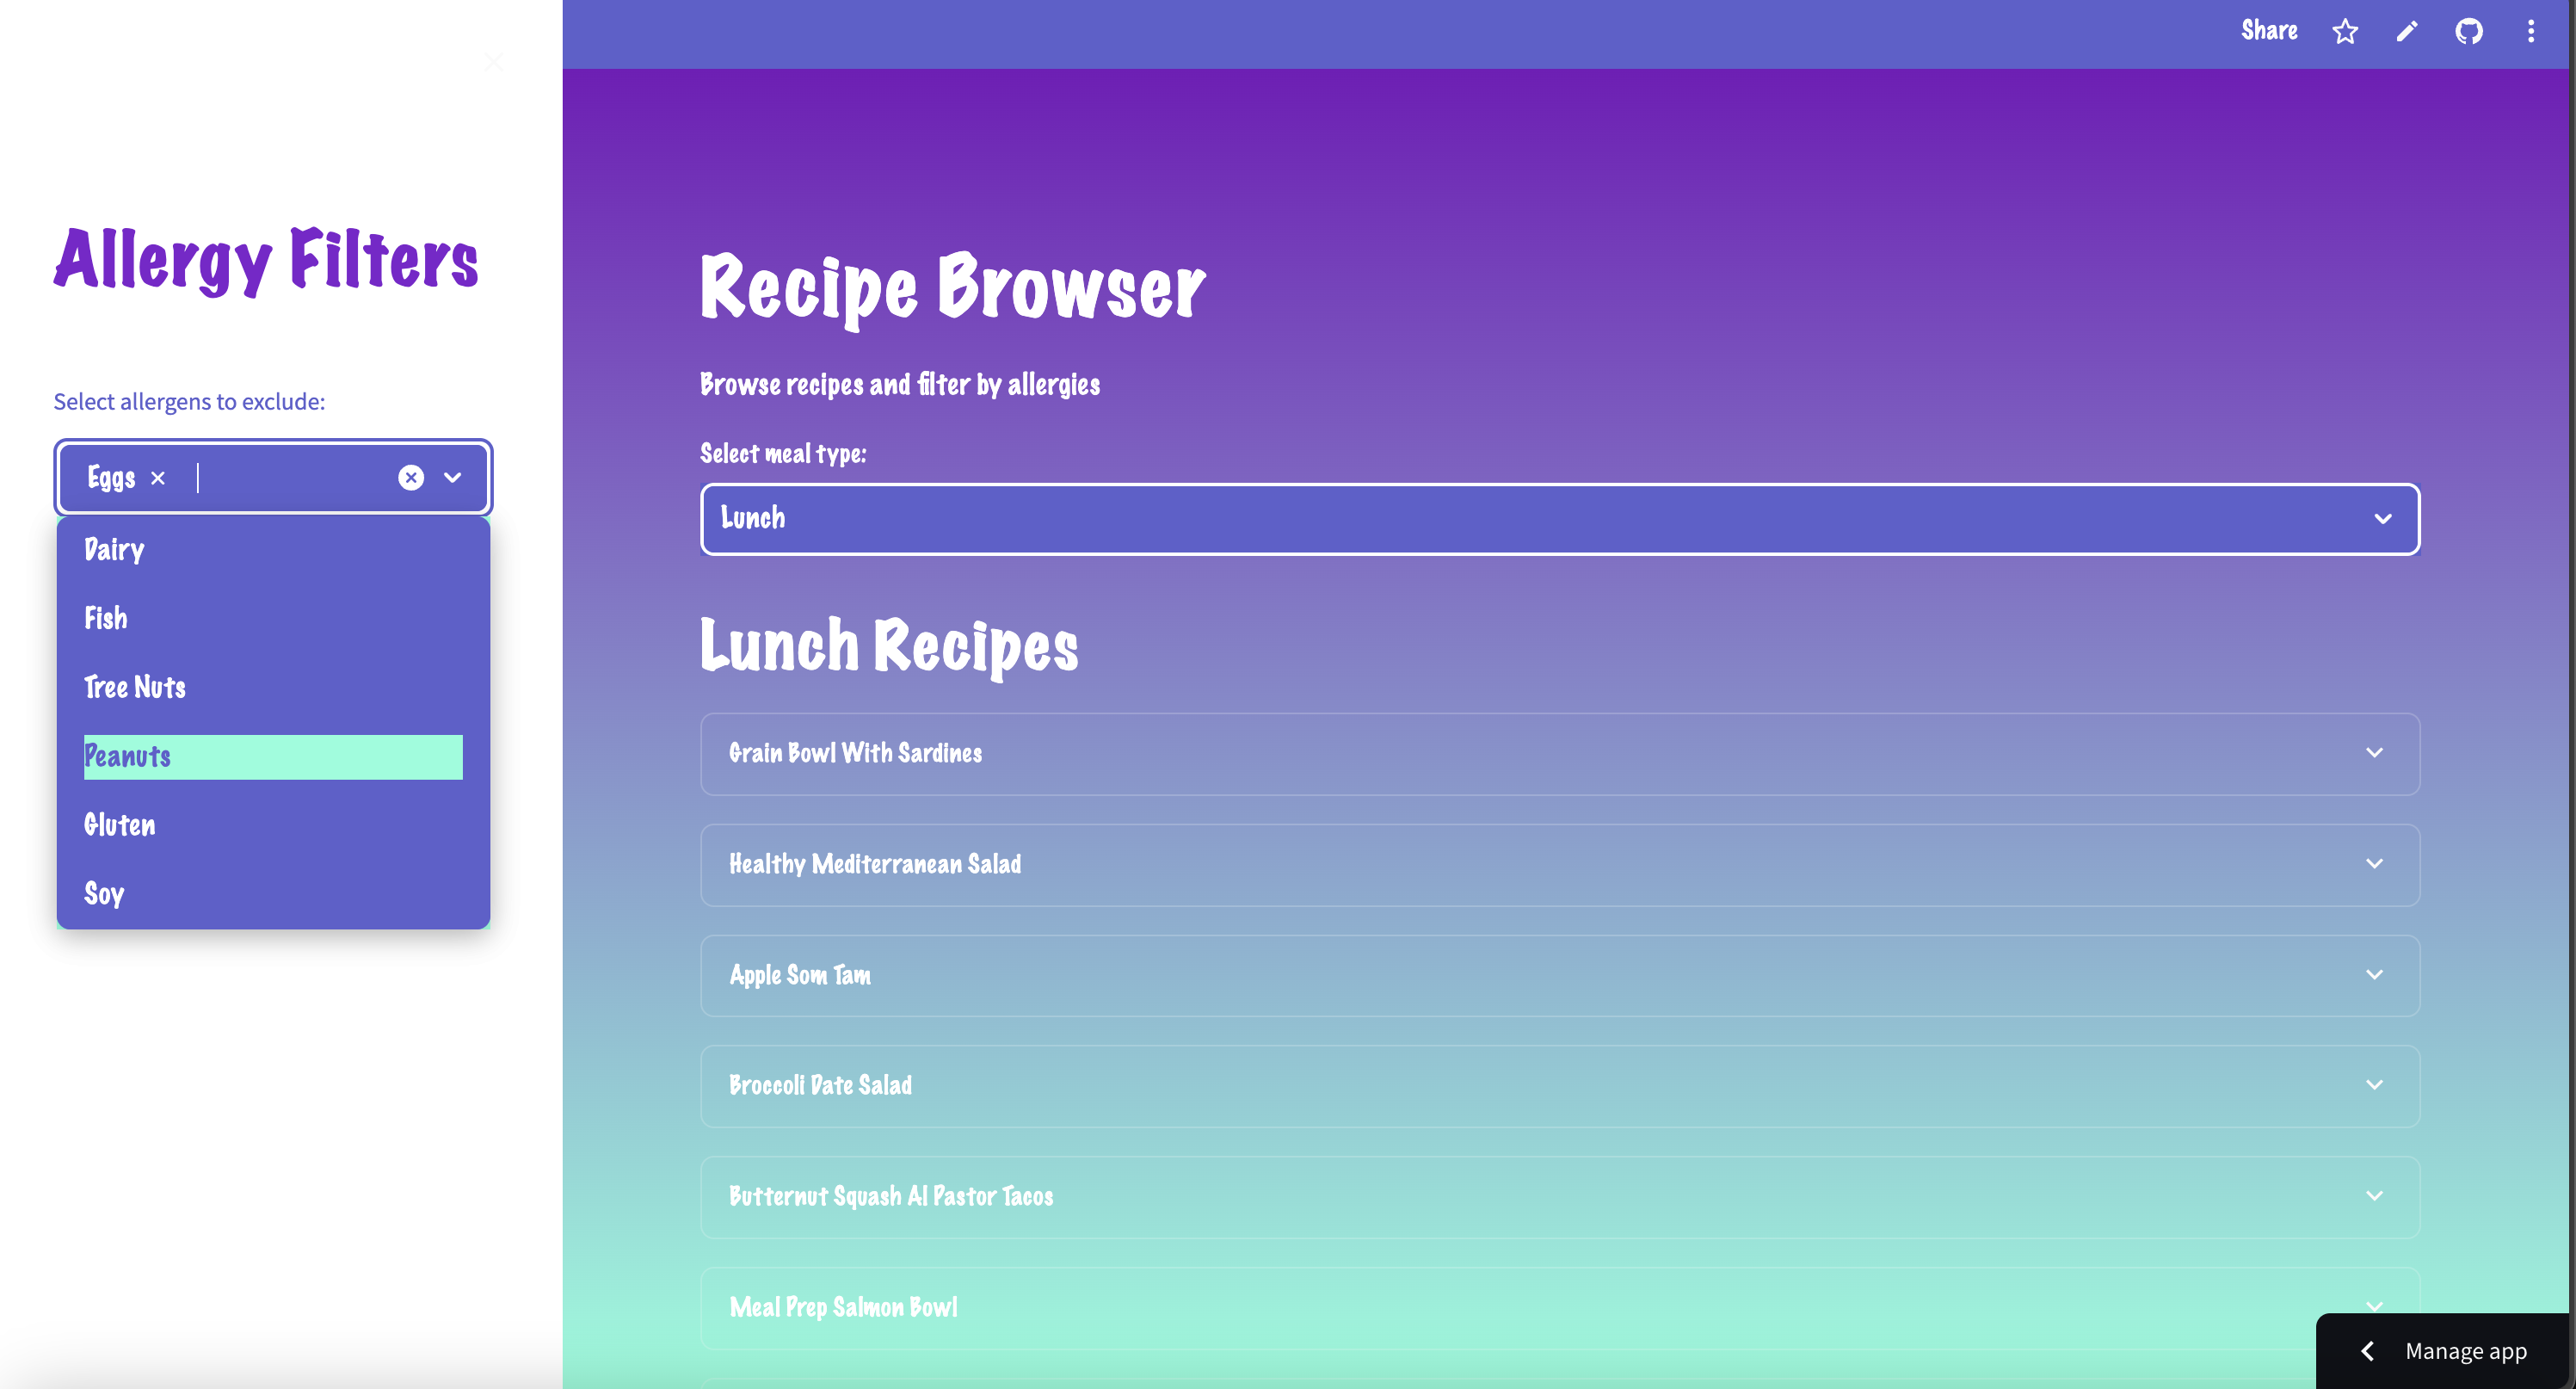 Share
Allergy Filters
Select allergens to exclude:
Eggs
Dairy
Fish
Tree Nuts
Peanuts
Gluten
Soy
Recipe Browser
Browse recipes and filter by allergies
Select meal type:
Lunch
Lunch Recipes
Grain Bowl With Sardines
Healthy Mediterranean Salad
Apple Som Tam
Broccoli Date Salad
Butternut Squash Al Pastor Tacos
Meal Prep Salmon Bowl
Manage app